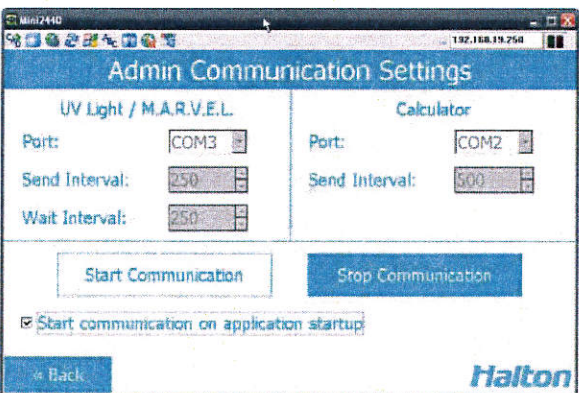 Mini2440
192.168.19.250
Admin Communication Settings
UV Light / M.A.R.V.E.L.
Port: COM3
Send Interval: 250
Wait Interval: 250
Calculator
Port: COM2
Send Interval: 500
Start Communication
Stop Communication
Start communication on application startup
« Back
Halton